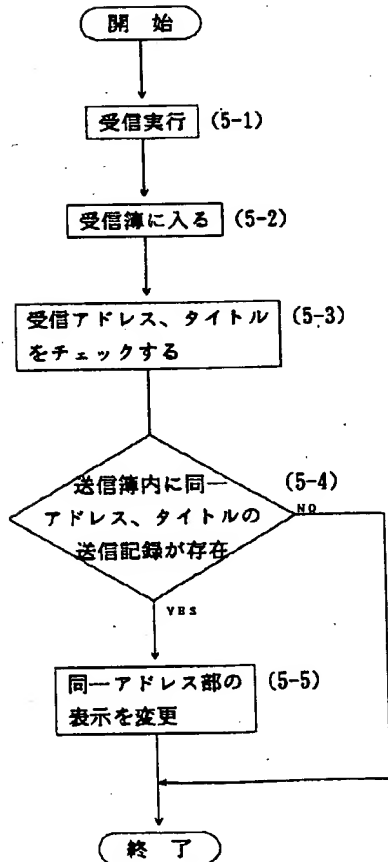 開 始
受信実行 (5-1)
受信簿に入る (5-2)
受信アドレス、タイトル (5-3)
をチェックする
送信簿内に同一 (5-4)
アドレス、タイトルの NO
送信記録が存在
YES
同一アドレス部の (5-5)
表示を変更
終 了